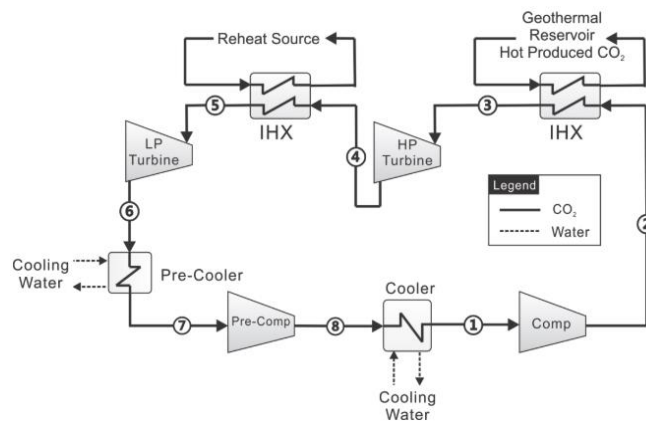 Geothermal
Reservoir
Hot Produced CO₂
Reheat Source
IHX
IHX
LP
Turbine
HP
Turbine
5
3
4
Legend
CO₂
Water
2
6
Cooling
Water
Pre-Cooler
Cooler
7
Pre-Comp
8
1
Comp
Cooling
Water